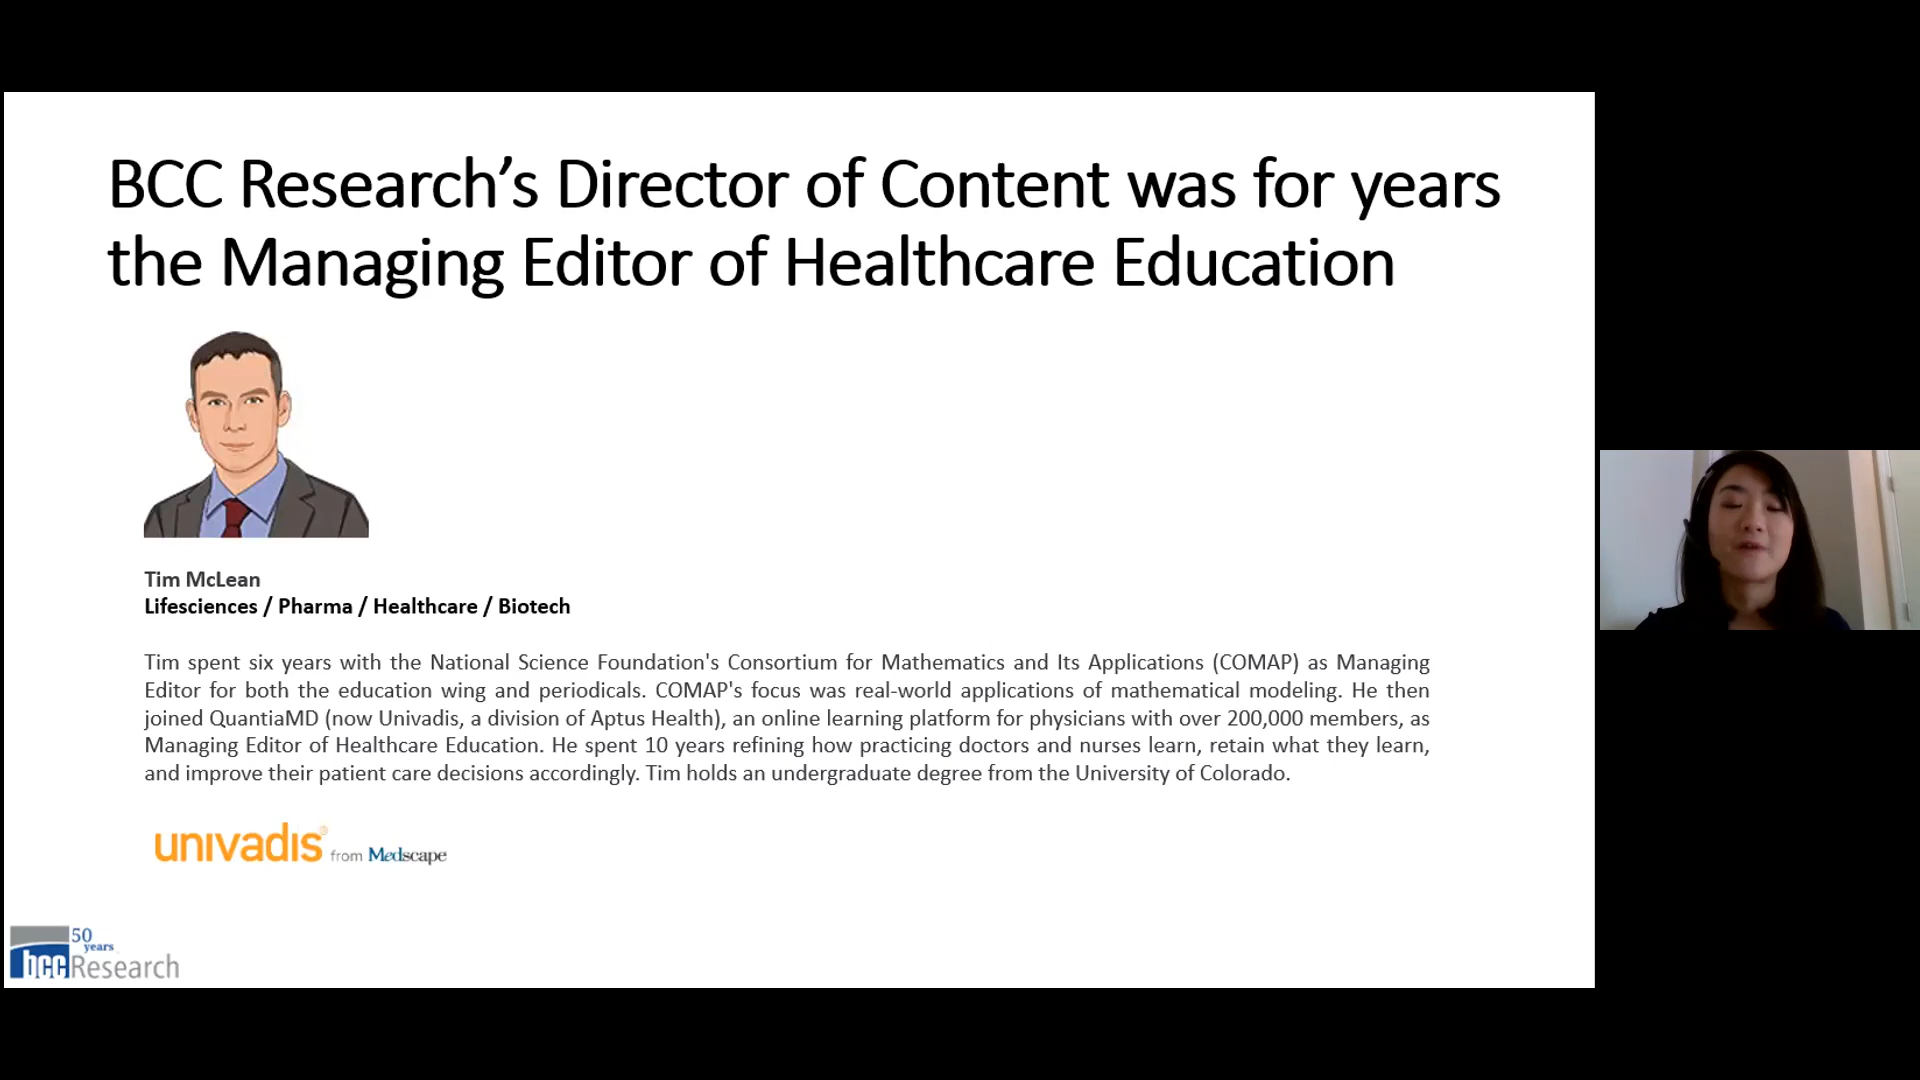 BCC Research’s Director of Content was for years
the Managing Editor of Healthcare Education
Tim McLean
Lifesciences / Pharma / Healthcare / Biotech
Tim spent six years with the National Science Foundation's Consortium for Mathematics and Its Applications (COMAP) as Managing
Editor for both the education wing and periodicals. COMAP's focus was real-world applications of mathematical modeling. He then
joined QuantiaMD (now Univadis, a division of Aptus Health), an online learning platform for physicians with over 200,000 members, as
Managing Editor of Healthcare Education. He spent 10 years refining how practicing doctors and nurses learn, retain what they learn,
and improve their patient care decisions accordingly. Tim holds an undergraduate degree from the University of Colorado.
univadis® from Medscape
50
years
bccResearch